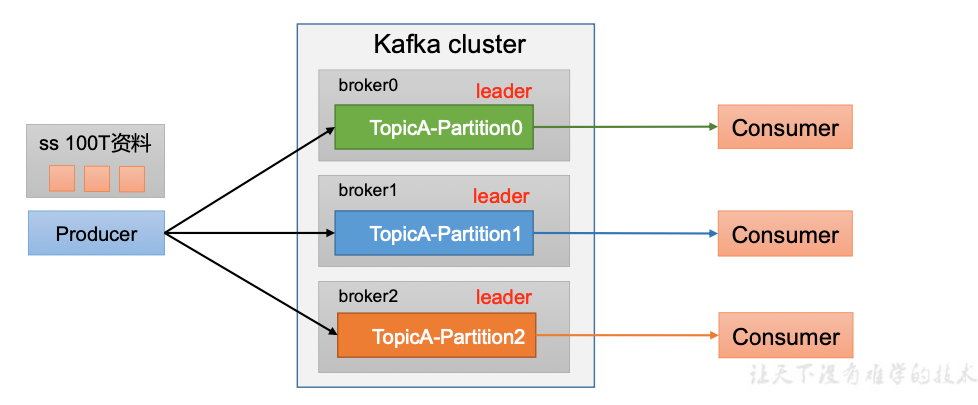 Kafka cluster
broker0
leader
TopicA-Partition0
Consumer
ss 100T资料
Producer
broker1
leader
TopicA-Partition1
Consumer
broker2
leader
TopicA-Partition2
Consumer
让天下没有难学的技术